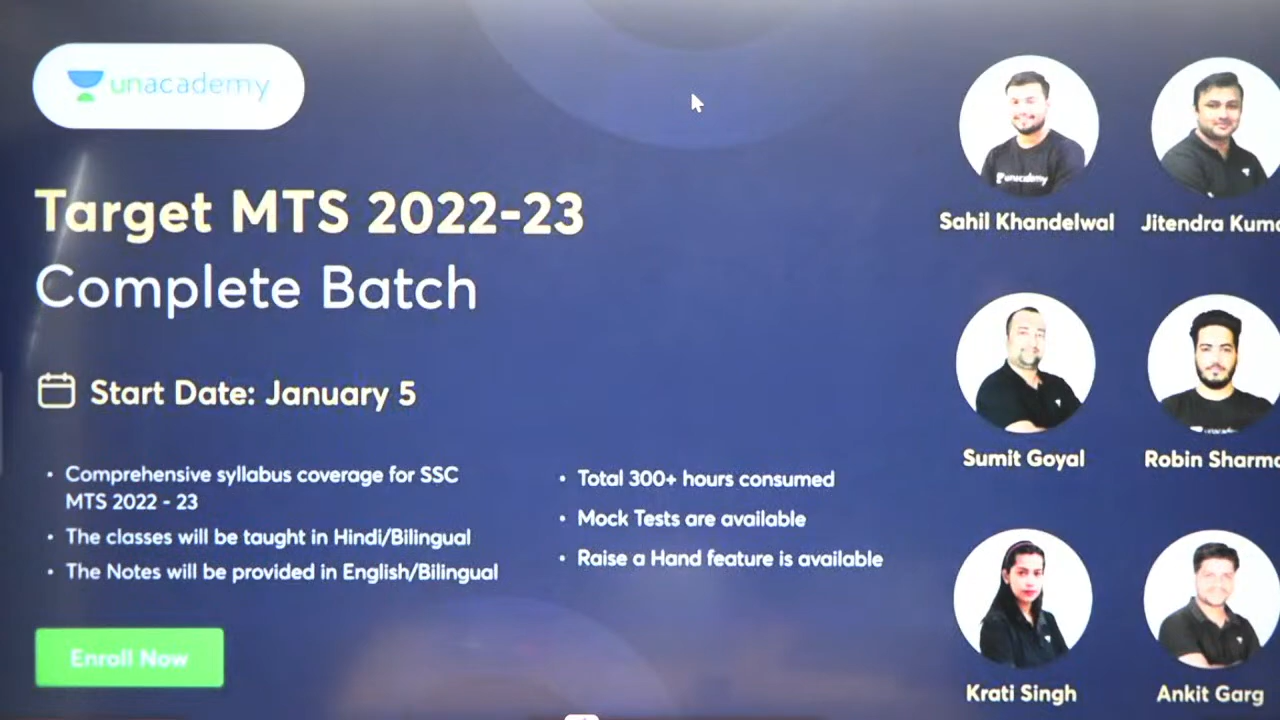 unacademy
Target MTS 2022-23
Complete Batch
Start Date: January 5
• Comprehensive syllabus coverage for SSC
MTS 2022 - 23
• The classes will be taught in Hindi/Bilingual
• The Notes will be provided in English/Bilingual
• Total 300+ hours consumed
• Mock Tests are available
• Raise a Hand feature is available
Enroll Now
unacademy
Sahil Khandelwal
Jitendra
Sumit Goyal
Robin
Krati Singh
Ankit Garg